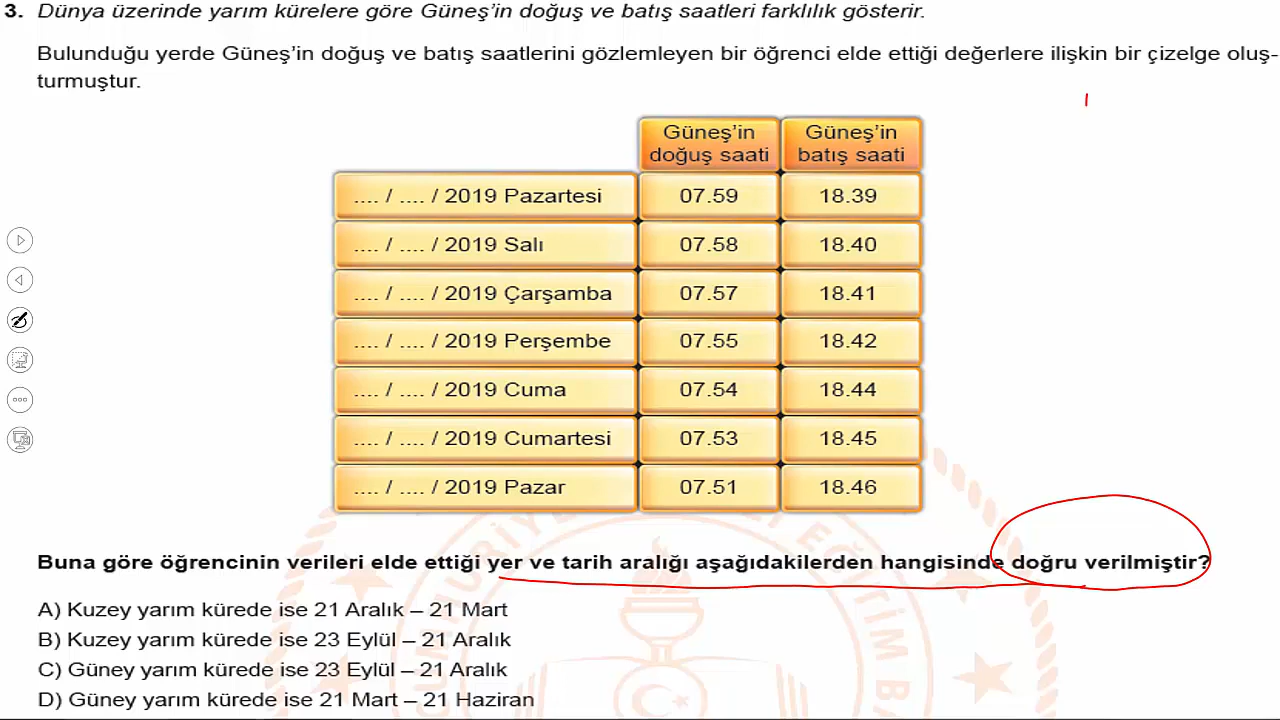 3. Dünya üzerinde yarım kürelere göre Güneş'in doğuş ve batış saatleri farklılık gösterir.
Bulunduğu yerde Güneş'in doğuş ve batış saatlerini gözlemleyen bir öğrenci elde ettiği değerlere ilişkin bir çizelge oluş-
turmuştur.
Güneş'in doğuş saati Güneş'in batış saati
.... / .... / 2019 Pazartesi 07.59 18.39
.... / .... / 2019 Salı 07.58 18.40
.... / .... / 2019 Çarşamba 07.57 18.41
.... / .... / 2019 Perşembe 07.55 18.42
.... / .... / 2019 Cuma 07.54 18.44
.... / .... / 2019 Cumartesi 07.53 18.45
.... / .... / 2019 Pazar 07.51 18.46
Buna göre öğrencinin verileri elde ettiği yer ve tarih aralığı aşağıdakilerden hangisinde doğru verilmiştir?
A) Kuzey yarım kürede ise 21 Aralık – 21 Mart
B) Kuzey yarım kürede ise 23 Eylül – 21 Aralık
C) Güney yarım kürede ise 23 Eylül – 21 Aralık
D) Güney yarım kürede ise 21 Mart – 21 Haziran